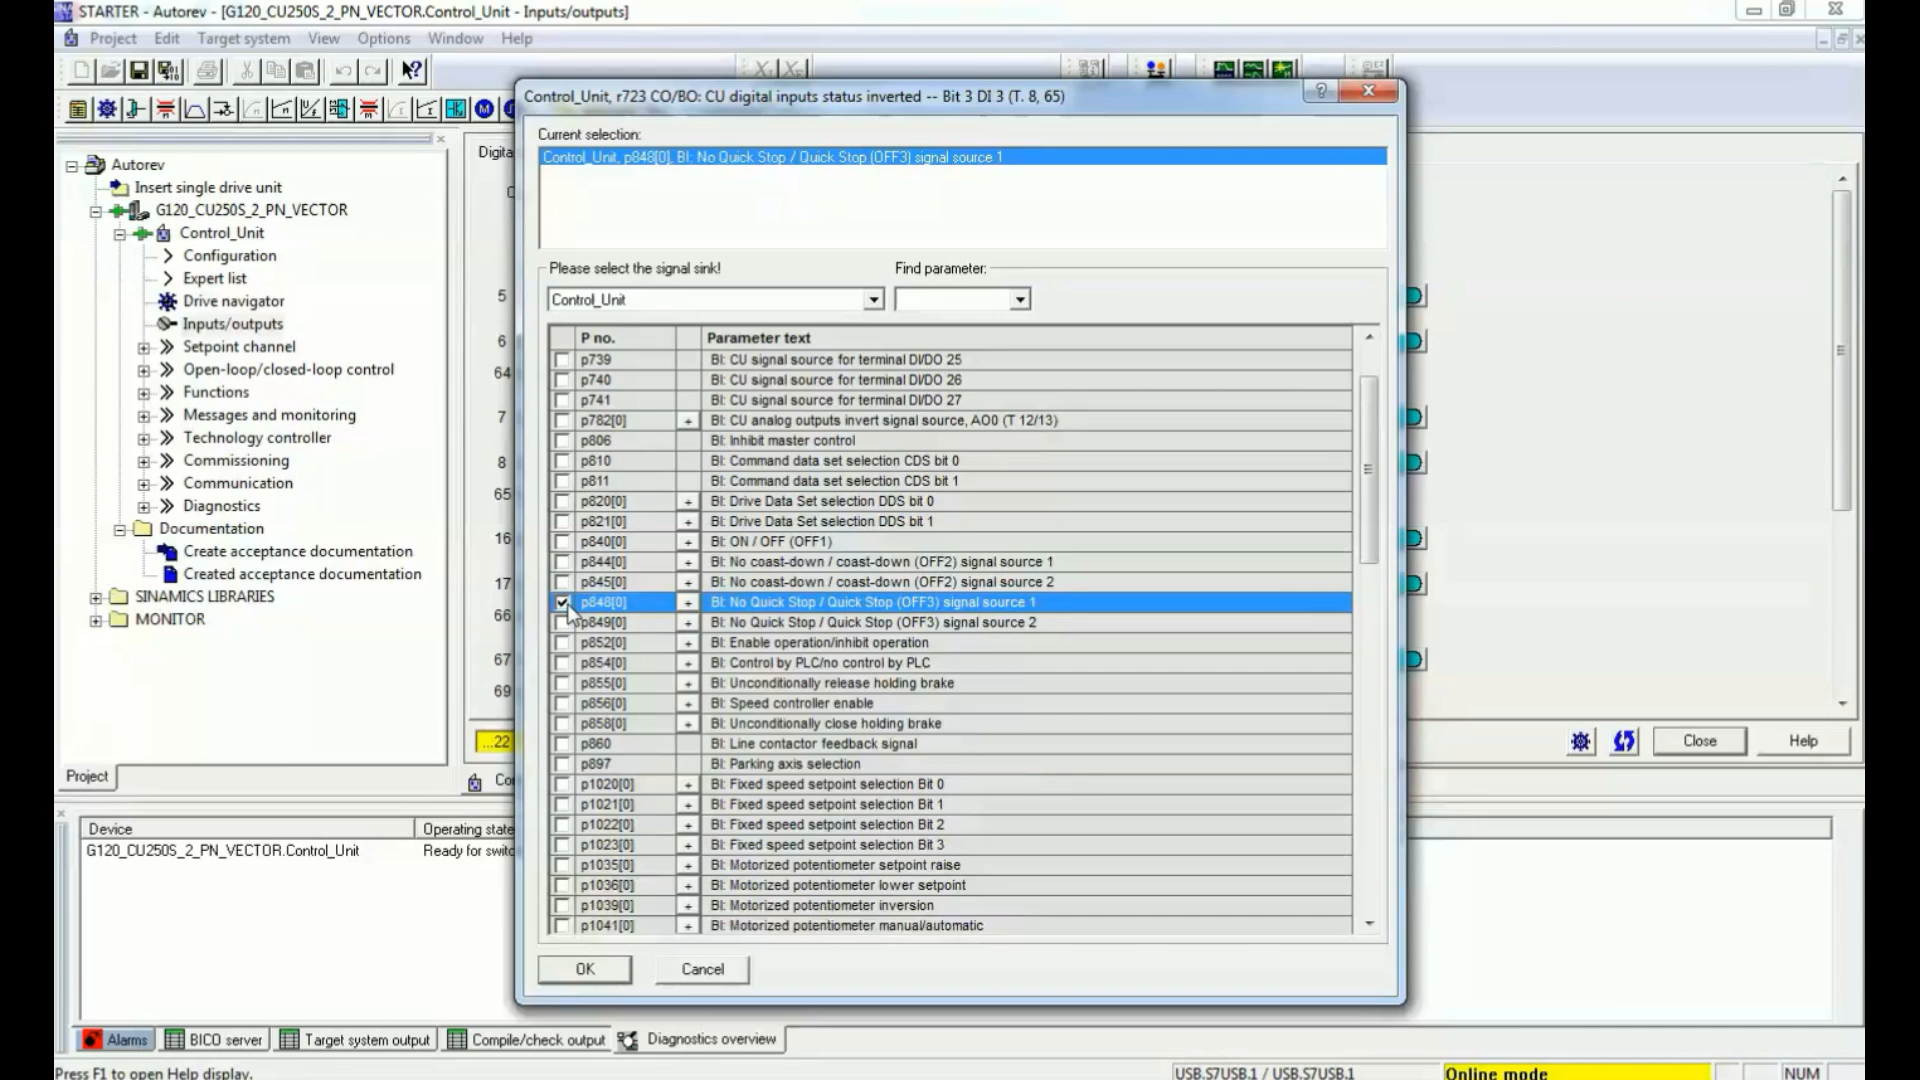 STARTER - Autorev - [G120_CU250S_2_PN_VECTOR.Control_Unit - Inputs/outputs]
Project Edit Target system View Options Window Help
Control_Unit, r723 CO/BO: CU digital inputs status inverted -- Bit 3 DI 3 (T. 8, 65)
Current selection:
Control_Unit, p848[0], BI: No Quick Stop / Quick Stop (OFF3) signal source 1
Please select the signal sink!
Find parameter:
Control_Unit
P no. Parameter text
p739 BI: CU signal source for terminal DI/DO 25
p740 BI: CU signal source for terminal DI/DO 26
p741 BI: CU signal source for terminal DI/DO 27
p782[0] + BI: CU analog outputs invert signal source, AO0 (T 12/13)
p806 BI: Inhibit master control
p810 BI: Command data set selection CDS bit 0
p811 BI: Command data set selection CDS bit 1
p820[0] + BI: Drive Data Set selection DDS bit 0
p821[0] + BI: Drive Data Set selection DDS bit 1
p840[0] + BI: ON / OFF (OFF1)
p844[0] + BI: No coast-down / coast-down (OFF2) signal source 1
p845[0] + BI: No coast-down / coast-down (OFF2) signal source 2
p848[0] + BI: No Quick Stop / Quick Stop (OFF3) signal source 1
p849[0] + BI: No Quick Stop / Quick Stop (OFF3) signal source 2
p852[0] + BI: Enable operation/inhibit operation
p854[0] + BI: Control by PLC/no control by PLC
p855[0] + BI: Unconditionally release holding brake
p856[0] + BI: Speed controller enable
p858[0] + BI: Unconditionally close holding brake
p860 BI: Line contactor feedback signal
p897 BI: Parking axis selection
p1020[0] + BI: Fixed speed setpoint selection Bit 0
p1021[0] + BI: Fixed speed setpoint selection Bit 1
p1022[0] + BI: Fixed speed setpoint selection Bit 2
p1023[0] + BI: Fixed speed setpoint selection Bit 3
p1035[0] + BI: Motorized potentiometer setpoint raise
p1036[0] + BI: Motorized potentiometer lower setpoint
p1039[0] + BI: Motorized potentiometer inversion
p1041[0] + BI: Motorized potentiometer manual/automatic
OK Cancel
Autorev
Insert single drive unit
G120_CU250S_2_PN_VECTOR
Control_Unit
Configuration
Expert list
Drive navigator
Inputs/outputs
Setpoint channel
Open-loop/closed-loop control
Functions
Messages and monitoring
Technology controller
Commissioning
Communication
Diagnostics
Documentation
Create acceptance documentation
Created acceptance documentation
SINAMICS LIBRARIES
MONITOR
Project
Digita
5
6
64
7
8
65
16
17
66
67
69
...22
Close Help
Device Operating state
G120_CU250S_2_PN_VECTOR.Control_Unit Ready for switc
Alarms BICO server Target system output Compile/check output Diagnostics overview
Press F1 to open Help display.
USB.S7USB.1 / USB.S7USB.1
Online mode
NUM